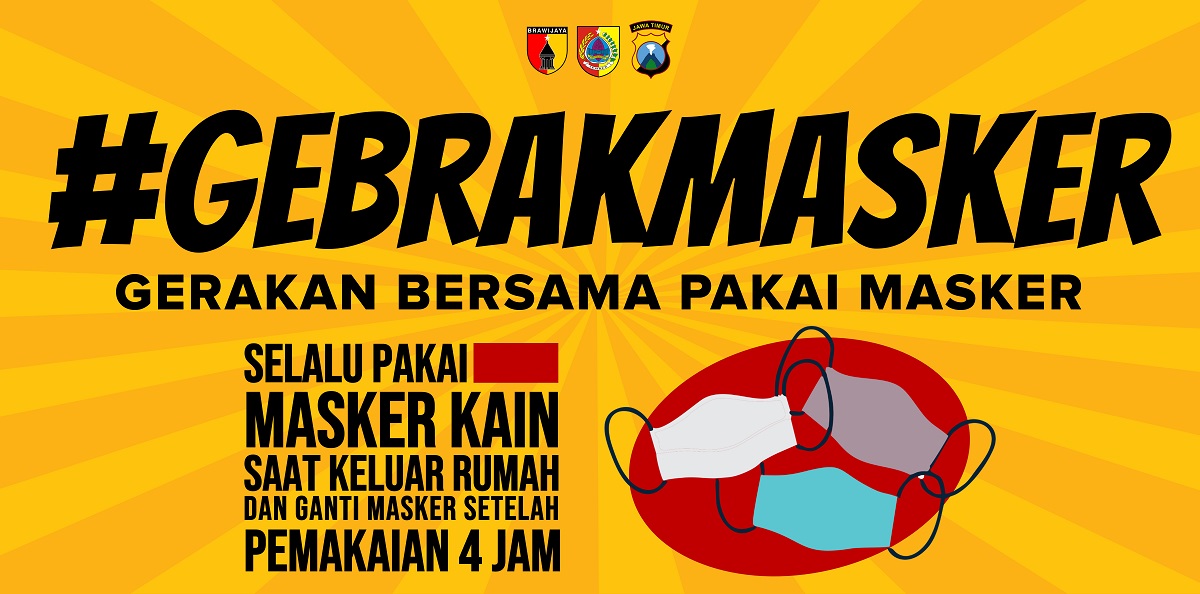 BRAWIJAYA
JAWA TIMUR
#GEBRAKMASKER
GERAKAN BERSAMA PAKAI MASKER
SELALU PAKAI
MASKER KAIN
SAAT KELUAR RUMAH
DAN GANTI MASKER SETELAH
PEMAKAIAN 4 JAM